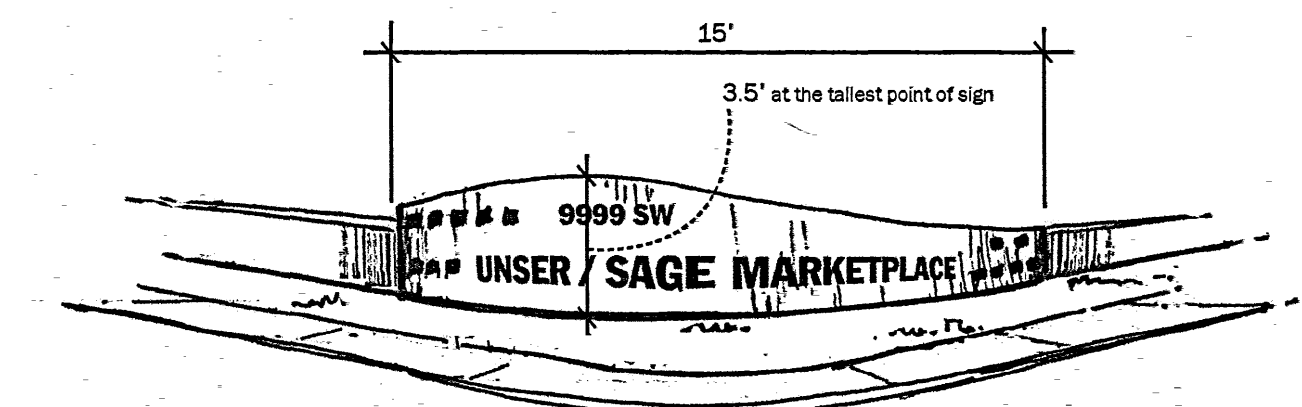 15'
3.5' at the tallest point of sign
9999 SW
UNSER / SAGE MARKETPLACE